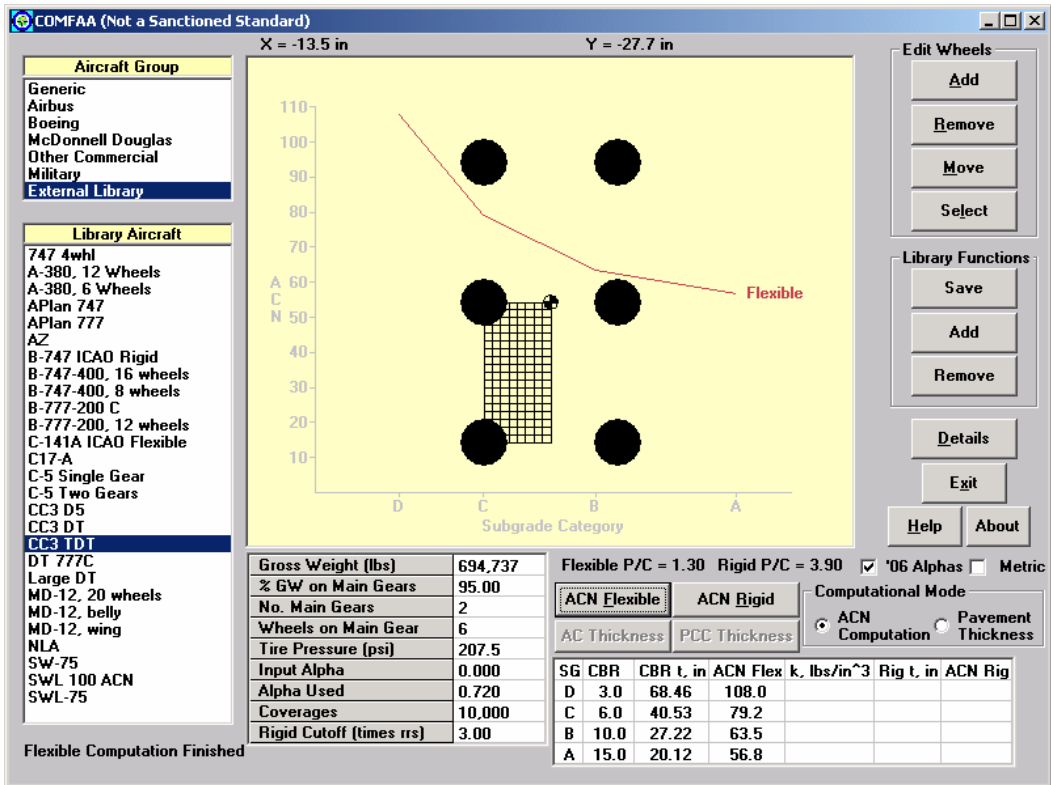 COMFAA (Not a Sanctioned Standard)
X = -13.5 in
Y = -27.7 in
Aircraft Group
Generic
Airbus
Boeing
McDonnell Douglas
Other Commercial
Military
External Library
Library Aircraft
747 4whl
A-380, 12 Wheels
A-380, 6 Wheels
APlan 747
APlan 777
AZ
B-747 ICAO Rigid
B-747-400, 16 wheels
B-747-400, 8 wheels
B-777-200 C
B-777-200, 12 wheels
C-141A ICAO Flexible
C17-A
C-5 Single Gear
C-5 Two Gears
CC3 D5
CC3 DT
CC3 TDT
DT 777C
Large DT
MD-12, 20 wheels
MD-12, belly
MD-12, wing
NLA
SW-75
SWL 100 ACN
SWL-75
Flexible Computation Finished
110
100
90
80
70
60
50
40
30
20
10
A
C
N
Flexible
D C B A
Subgrade Category
Edit Wheels
Add
Remove
Move
Select
Library Functions
Save
Add
Remove
Details
Exit
Help About
Gross Weight (lbs) 694,737
% GW on Main Gears 95.00
No. Main Gears 2
Wheels on Main Gear 6
Tire Pressure (psi) 207.5
Input Alpha 0.000
Alpha Used 0.720
Coverages 10,000
Rigid Cutoff (times rrs) 3.00
Flexible P/C = 1.30 Rigid P/C = 3.90 '06 Alphas Metric
ACN Flexible ACN Rigid
AC Thickness PCC Thickness
Computational Mode
ACN Computation
Pavement Thickness
SG CBR CBR t, in ACN Flex k, lbs/in^3 Rig t, in ACN Rig
D 3.0 68.46 108.0
C 6.0 40.53 79.2
B 10.0 27.22 63.5
A 15.0 20.12 56.8